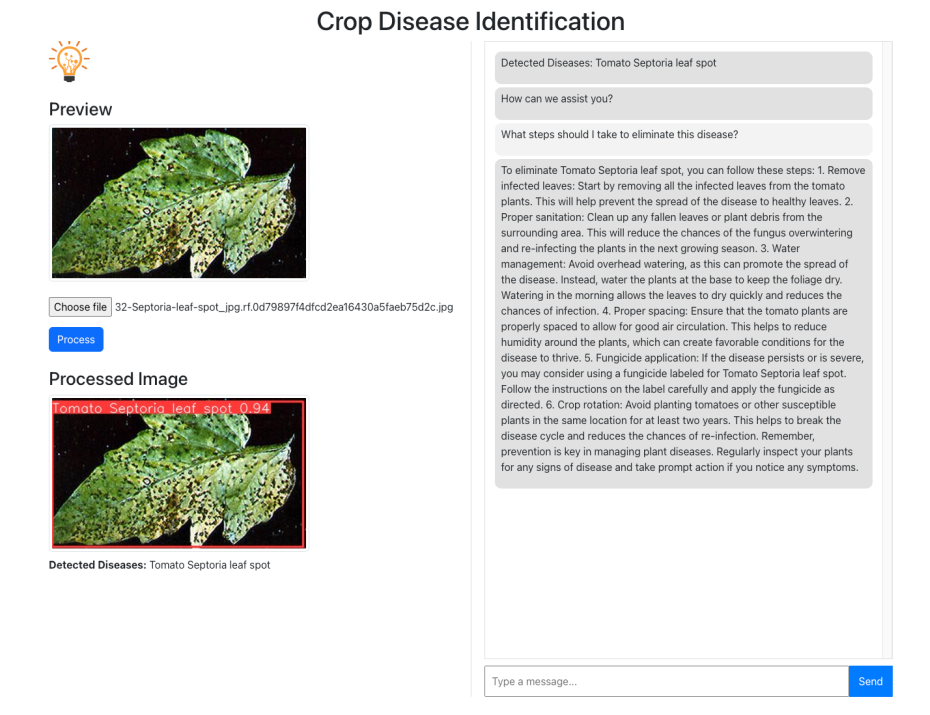 Crop Disease Identification
Preview
Choose file 32-Septoria-leaf-spot_jpg.rf.0d79897f4dfcd2ea16430a5faeb75d2c.jpg
Process
Processed Image
Tomato Septoria leaf spot 0.94
Detected Diseases: Tomato Septoria leaf spot
Detected Diseases: Tomato Septoria leaf spot
How can we assist you?
What steps should I take to eliminate this disease?
To eliminate Tomato Septoria leaf spot, you can follow these steps: 1. Remove
infected leaves: Start by removing all the infected leaves from the tomato
plants. This will help prevent the spread of the disease to healthy leaves. 2.
Proper sanitation: Clean up any fallen leaves or plant debris from the
surrounding area. This will reduce the chances of the fungus overwintering
and re-infecting the plants in the next growing season. 3. Water
management: Avoid overhead watering, as this can promote the spread of
the disease. Instead, water the plants at the base to keep the foliage dry.
Watering in the morning allows the leaves to dry quickly and reduces the
chances of infection. 4. Proper spacing: Ensure that the tomato plants are
properly spaced to allow for good air circulation. This helps to reduce
humidity around the plants, which can create favorable conditions for the
disease to thrive. 5. Fungicide application: If the disease persists or is severe,
you may consider using a fungicide labeled for Tomato Septoria leaf spot.
Follow the instructions on the label carefully and apply the fungicide as
directed. 6. Crop rotation: Avoid planting tomatoes or other susceptible
plants in the same location for at least two years. This helps to break the
disease cycle and reduces the chances of re-infection. Remember,
prevention is key in managing plant diseases. Regularly inspect your plants
for any signs of disease and take prompt action if you notice any symptoms.
Type a message...
Send